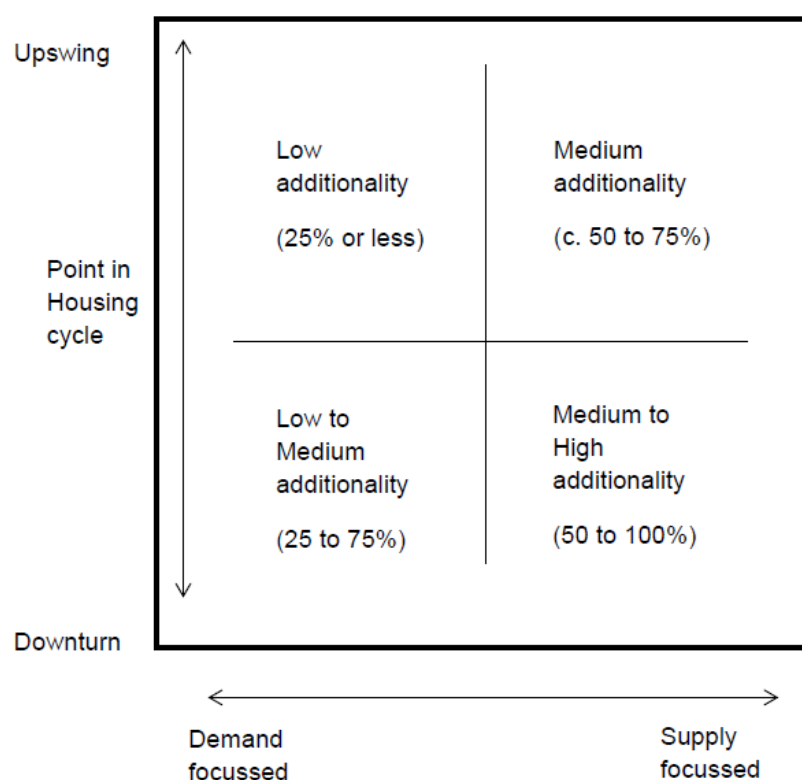 Upswing
Low
additionality
(25% or less)
Medium
additionality
(c. 50 to 75%)
Point in
Housing
cycle
Low to
Medium
additionality
(25 to 75%)
Medium to
High
additionality
(50 to 100%)
Downturn
Demand
focussed
Supply
focussed